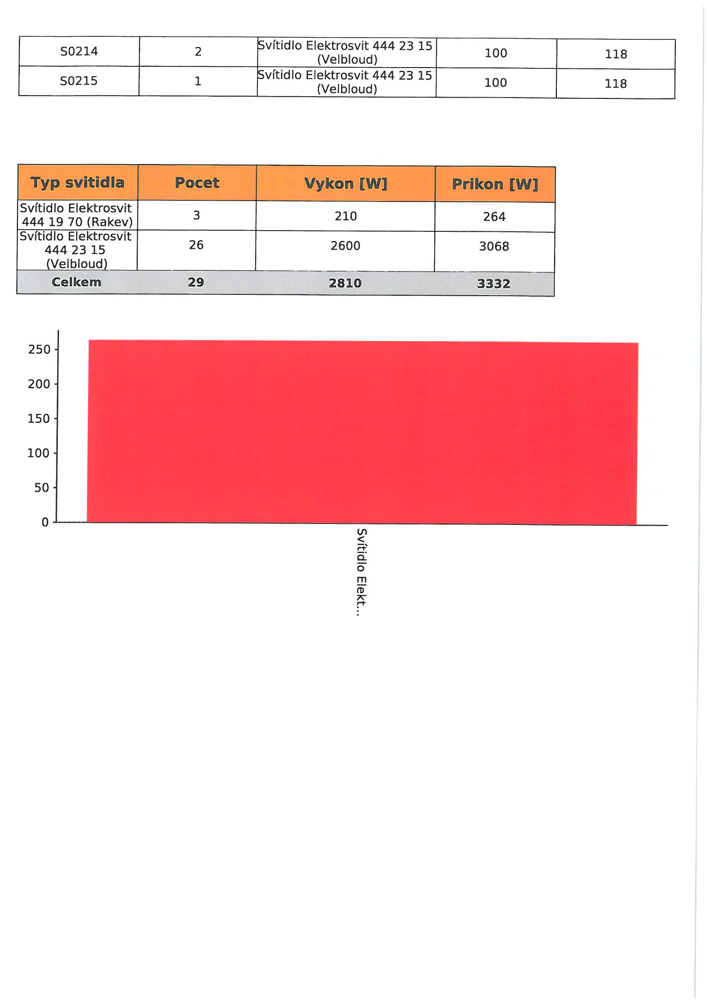 S0214 2 Svítidlo Elektrosvit 444 23 15 100 118
(Velbloud)
S0215 1 Svítidlo Elektrosvit 444 23 15 100 118
(Velbloud)
Typ svitidla Pocet Vykon [W] Prikon [W]
Svítidlo Elektrosvit
444 19 70 (Rakev) 3 210 264
Svítidlo Elektrosvit
444 23 15 26 2600 3068
(Velbloud)
Celkem 29 2810 3332
250
200
150
100
50
0
Svítidlo Elekt...